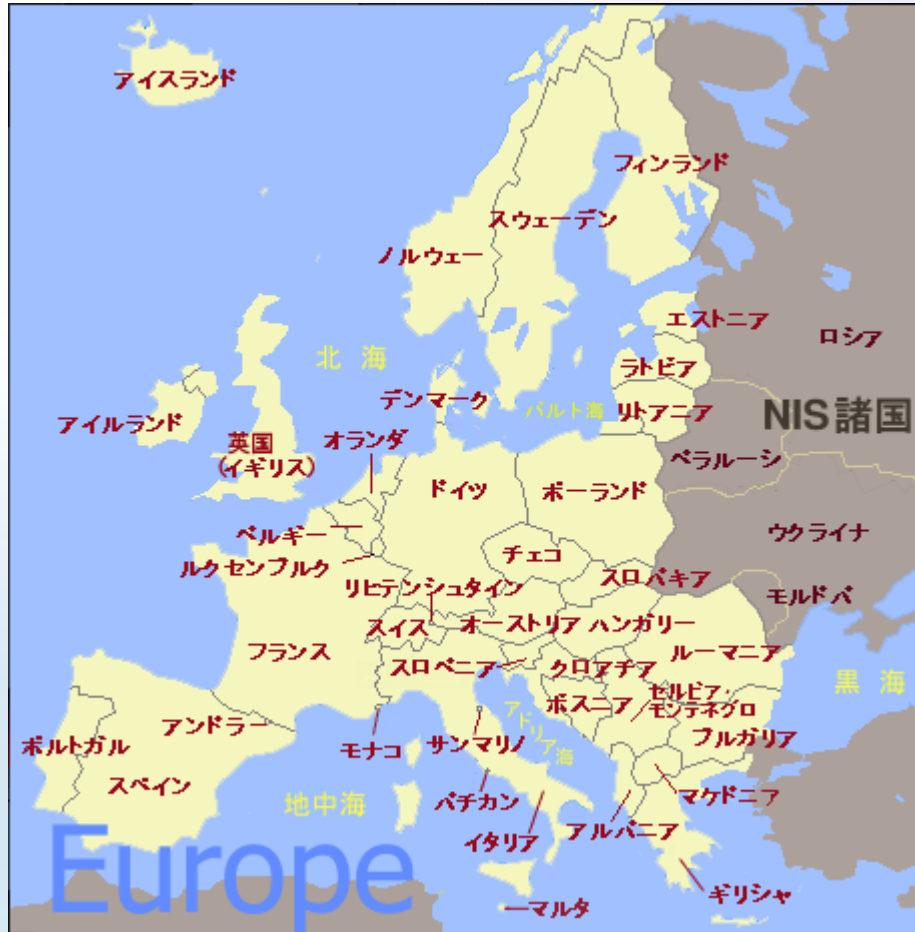 アイスランド
フィンランド
スウェーデン
ノルウェー
エストニア
ロシア
北 海
ラトビア
デンマーク
バルト海
リトアニア
NIS諸国
アイルランド
英国
(イギリス)
オランダ
ベラルーシ
ドイツ
ポーランド
ベルギー
ウクライナ
チェコ
ルクセンブルク
スロバキア
リヒテンシュタイン
モルドバ
スイス
オーストリア
ハンガリー
フランス
ルーマニア
スロベニア
クロアチア
黒 海
ボスニア
セルビア・
モンテネグロ
アンドラー
アドリア海
ポルトガル
モナコ
サンマリノ
ブルガリア
スペイン
地中海
バチカン
マケドニア
イタリア
アルバニア
Europe
ギリシャ
マルタ